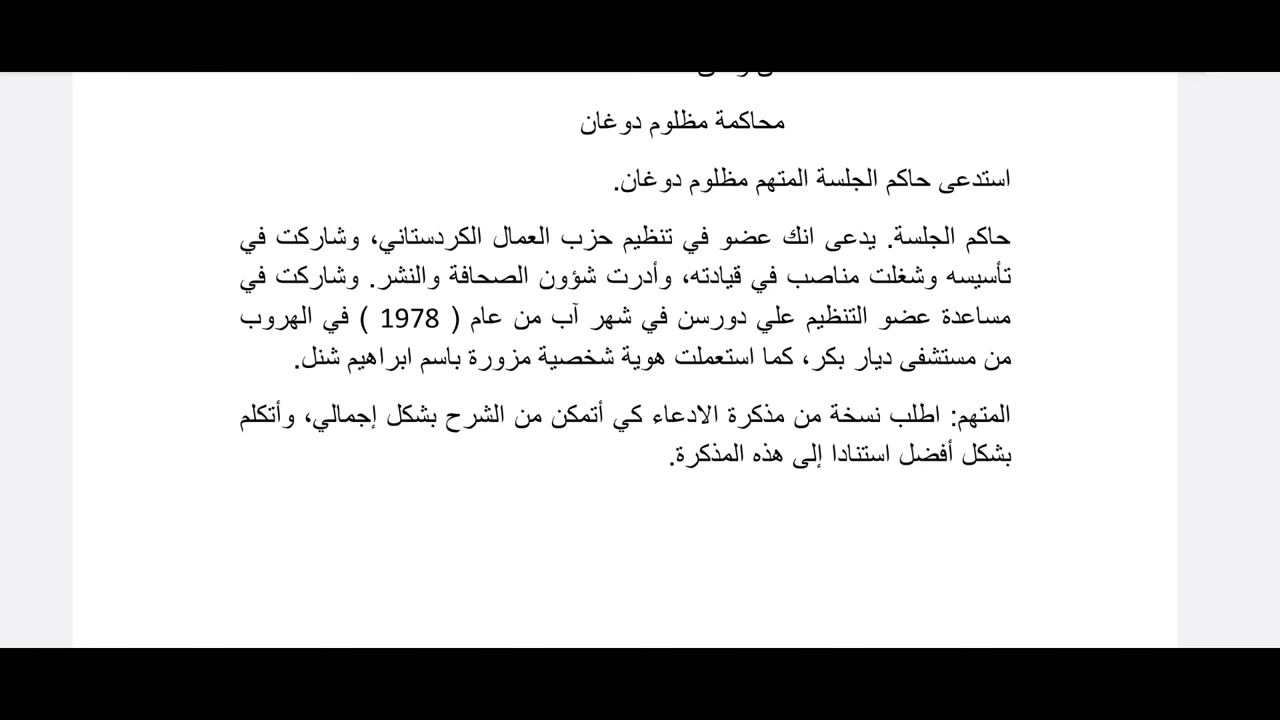 محاكمة مظلوم دوغان
استدعى حاكم الجلسة المتهم مظلوم دوغان.
حاكم الجلسة. يدعى انك عضو في تنظيم حزب العمال الكردستاني، وشاركت في
تأسيسه وشغلت مناصب في قيادته، وأدرت شؤون الصحافة والنشر. وشاركت في
مساعدة عضو التنظيم علي دورسن في شهر آب من عام ( 1978 ) في الهروب
من مستشفى ديار بكر، كما استعملت هوية شخصية مزورة باسم ابراهيم شنل.
المتهم: اطلب نسخة من مذكرة الادعاء كي أتمكن من الشرح بشكل إجمالي، وأتكلم
بشكل أفضل استنادا إلى هذه المذكرة.